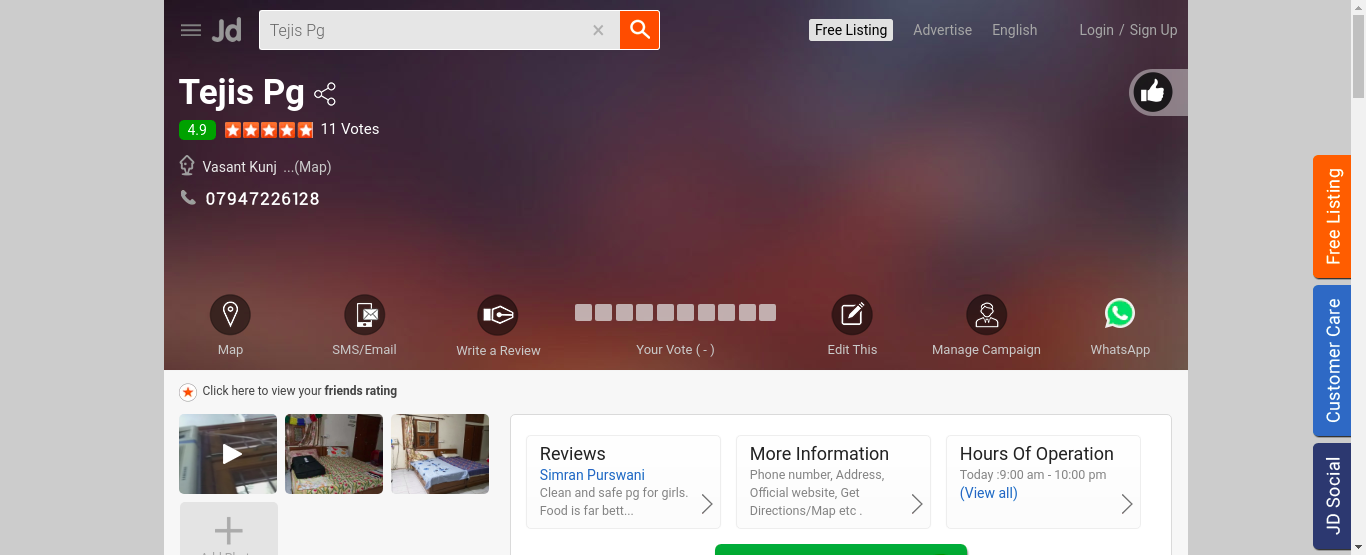 Jd
Tejis Pg
Free Listing
Advertise
English
Login / Sign Up
Tejis Pg
4.9
11 Votes
Vasant Kunj ...(Map)
07947226128
Map
SMS/Email
Write a Review
Your Vote ( - )
Edit This
Manage Campaign
WhatsApp
Click here to view your friends rating
Reviews
Simran Purswani
Clean and safe pg for girls.
Food is far bett...
More Information
Phone number, Address,
Official website, Get
Directions/Map etc .
Hours Of Operation
Today :9:00 am - 10:00 pm
(View all)
Free Listing
Customer Care
JD Social